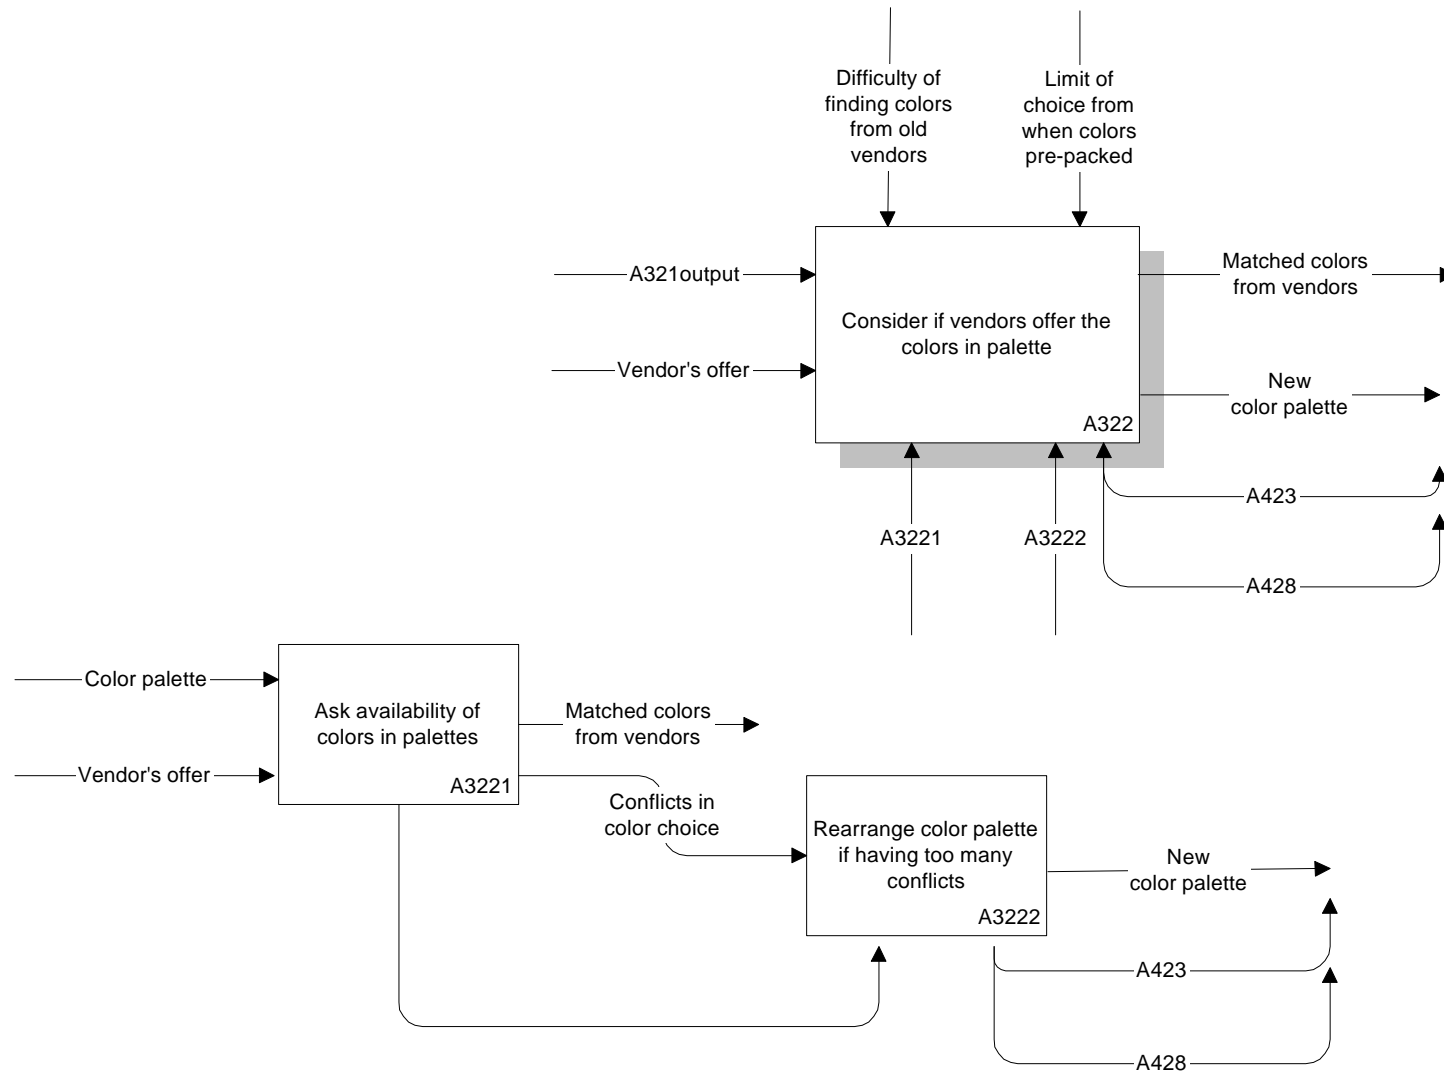 Difficulty of
finding colors
from old
vendors
Limit of
choice from
when colors
pre-packed
A321output
Vendor's offer
Consider if vendors offer the
colors in palette
A322
Matched colors
from vendors
New
color palette
A423
A428
A3221
A3222
Color palette
Vendor's offer
Ask availability of
colors in palettes
A3221
Matched colors
from vendors
Conflicts in
color choice
Rearrange color palette
if having too many
conflicts
A3222
New
color palette
A423
A428